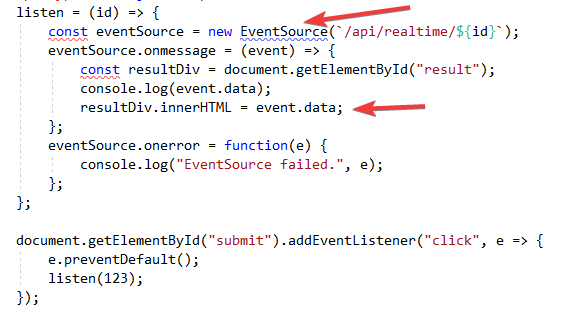 listen = (id) => {
const eventSource = new EventSource(`/api/realtime/${id}`);
eventSource.onmessage = (event) => {
const resultDiv = document.getElementById("result");
console.log(event.data);
resultDiv.innerHTML = event.data;
};
eventSource.onerror = function(e) {
console.log("EventSource failed.", e);
};
};
document.getElementById("submit").addEventListener("click", e => {
e.preventDefault();
listen(123);
});